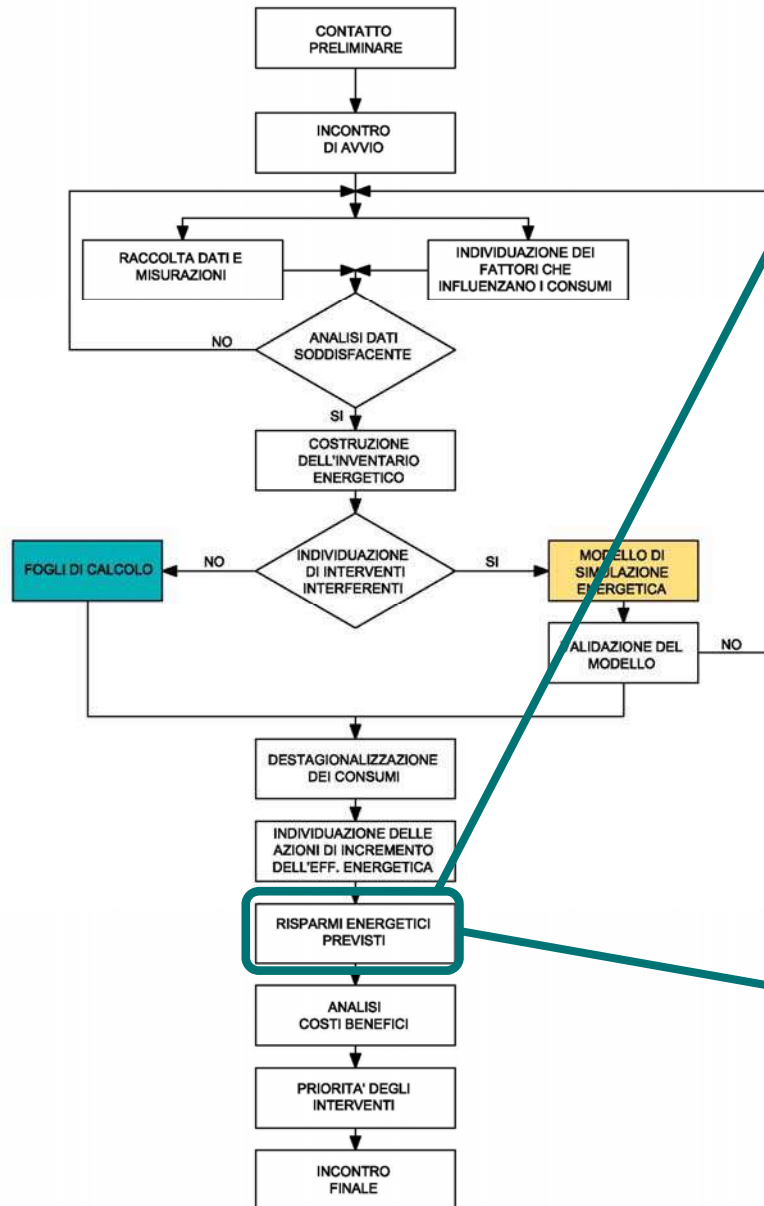 CONTATTO
PRELIMINARE
INCONTRO
DI AVVIO
RACCOLTA DATI E
MISURAZIONI
INDIVIDUAZIONE DEI
FATTORI CHE
INFLUENZANO I CONSUMI
NO
ANALISI DATI
SODDISFACENTE
SI
COSTRUZIONE
DELL'INVENTARIO
ENERGETICO
FOGLI DI CALCOLO
NO
INDIVIDUAZIONE
DI INTERVENTI
INTERFERENTI
SI
MODELLO DI
SIMULAZIONE
ENERGETICA
VALIDAZIONE DEL
MODELLO
NO
DESTAGIONALIZZAZIONE
DEI CONSUMI
INDIVIDUAZIONE DELLE
AZIONI DI INCREMENTO
DELL'EFF. ENERGETICA
RISPARMI ENERGETICI
PREVISTI
ANALISI
COSTI BENEFICI
PRIORITA' DEGLI
INTERVENTI
INCONTRO
FINALE